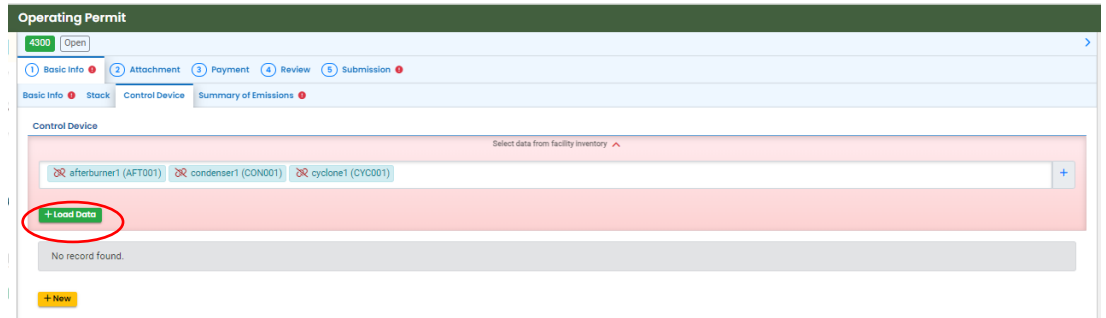 Operating Permit
4300 Open
1 Basic Info 2 Attachment 3 Payment 4 Review 5 Submission
Basic Info Stack Control Device Summary of Emissions
Control Device
Select data from facility inventory
afterburner1 (AFT001) condenser1 (CON001) cyclone1 (CYC001) +
+ Load Data
No record found.
+ New